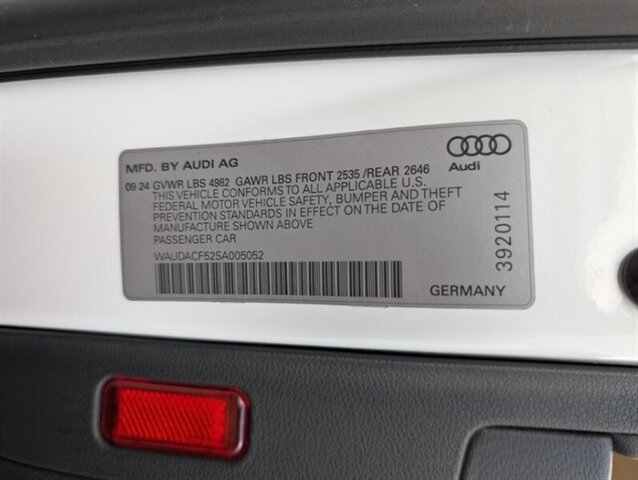 MFD. BY AUDI AG
Audi
09 24 GVWR LBS 4982 GAWR LBS FRONT 2535 /REAR 2646
THIS VEHICLE CONFORMS TO ALL APPLICABLE U.S.
FEDERAL MOTOR VEHICLE SAFETY, BUMPER AND THEFT
PREVENTION STANDARDS IN EFFECT ON THE DATE OF
MANUFACTURE SHOWN ABOVE
PASSENGER CAR
WAUDACF52SA005052
GERMANY
3920114